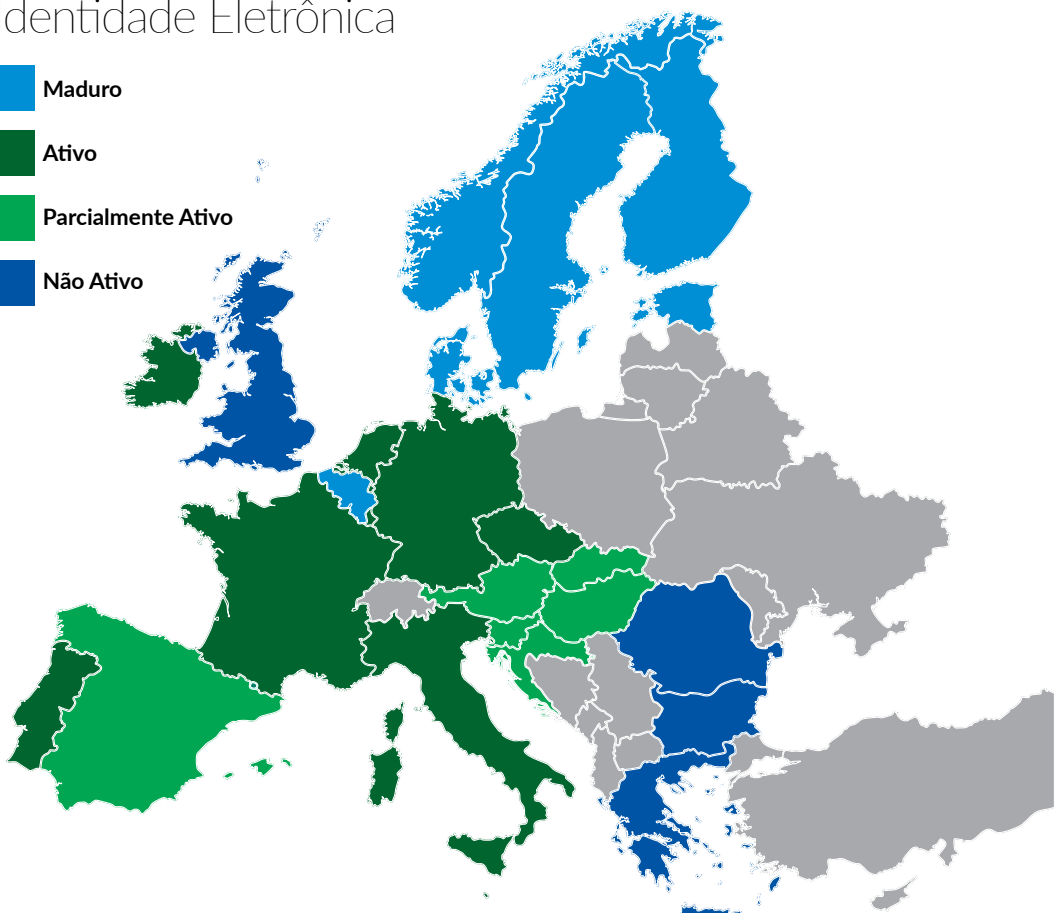 dentidade Eletrônica
Maduro
Ativo
Parcialmente Ativo
Não Ativo